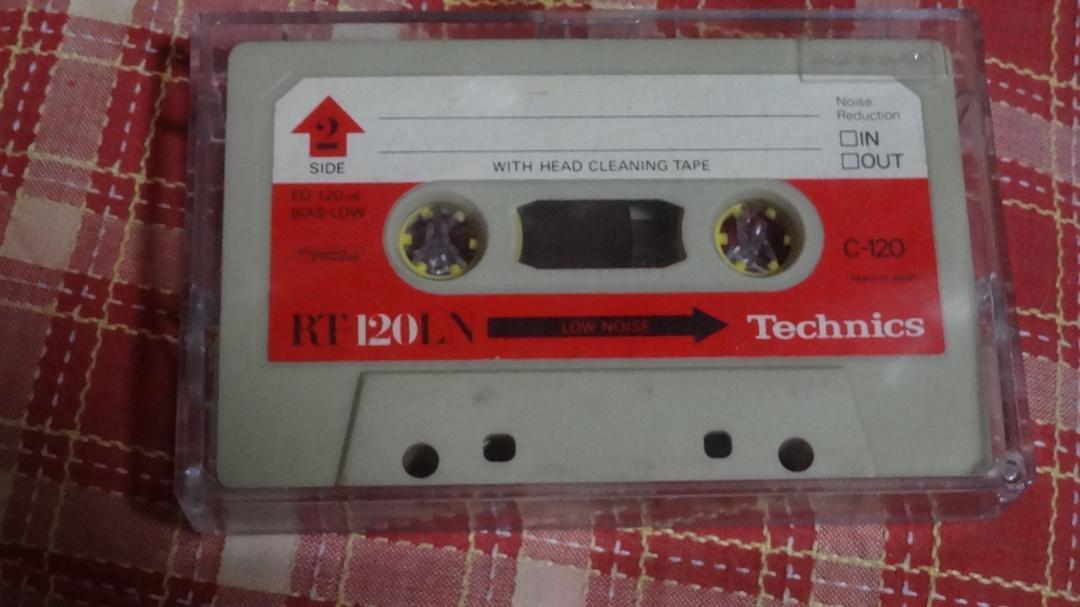 2
SIDE
WITH HEAD CLEANING TAPE
Noise
Reduction
□IN
□OUT
EQ 120μs
BIAS-LOW
C-120
Made in Japan
RT-120LN
LOW NOISE
Technics